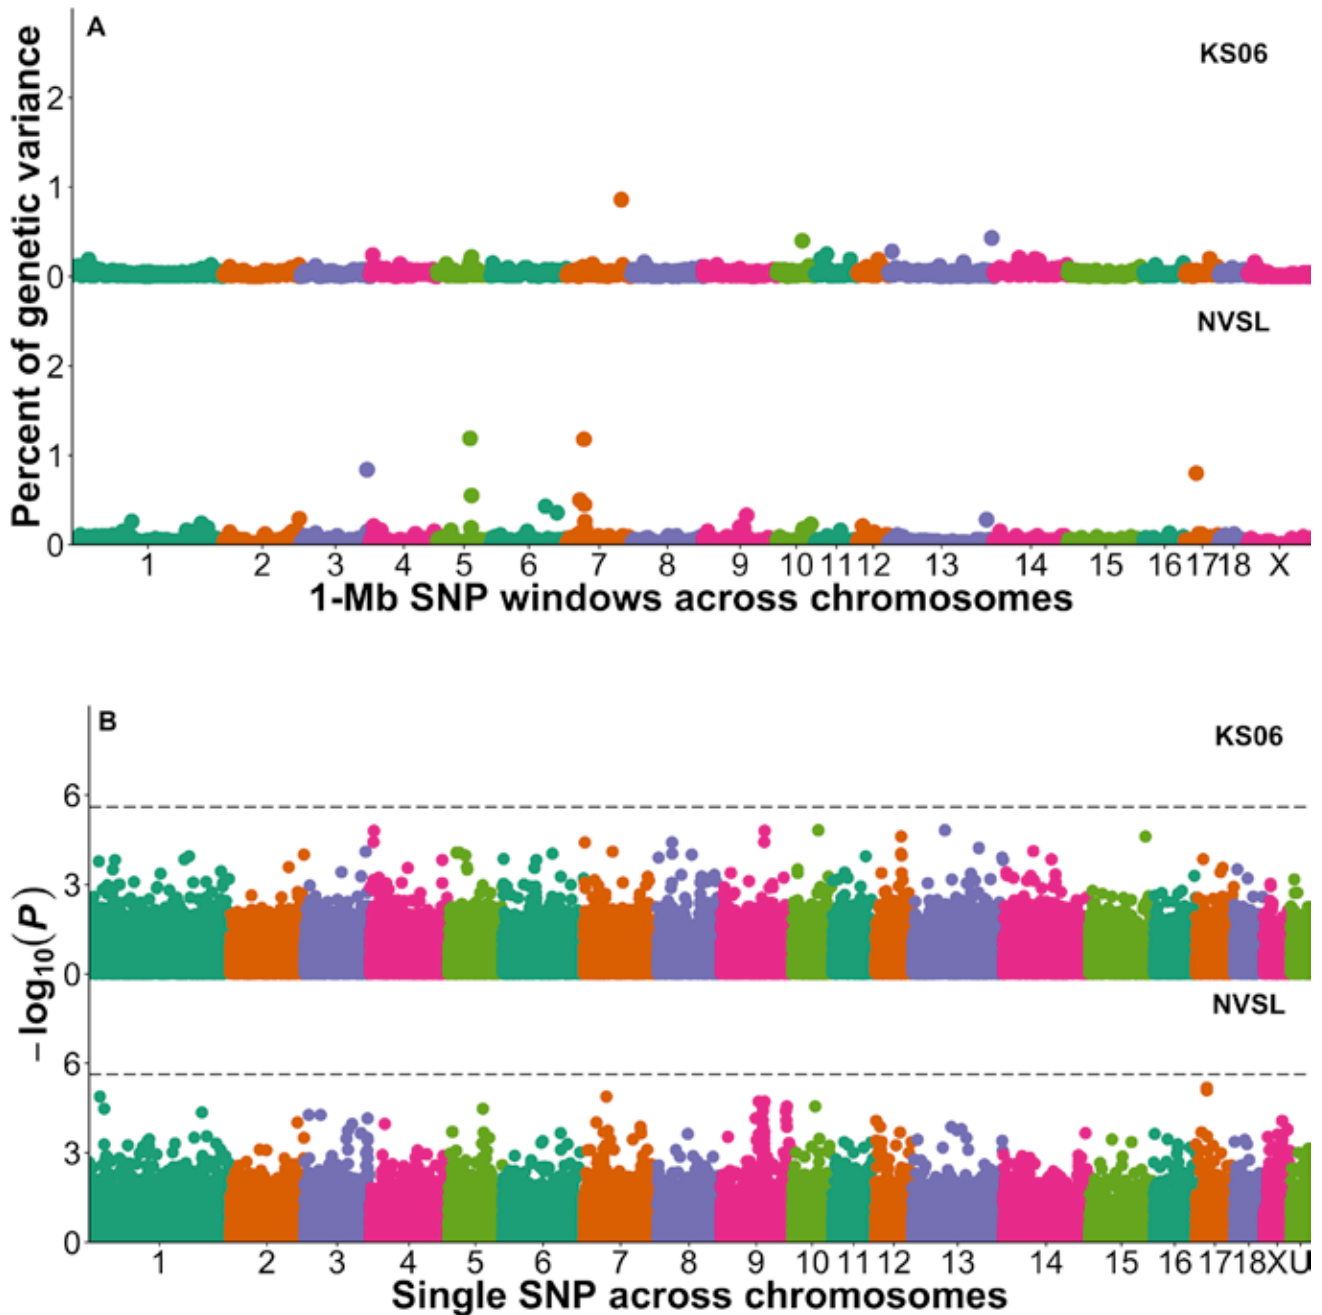 A
KS06
Percent of genetic variance
2
1
0
NVSL
2
1
0
1 2 3 4 5 6 7 8 9 10 11 12 13 14 15 16 17 18 X
1-Mb SNP windows across chromosomes
B
KS06
−log10(P)
6
3
0
NVSL
6
3
0
1 2 3 4 5 6 7 8 9 10 11 12 13 14 15 16 17 18 X U
Single SNP across chromosomes